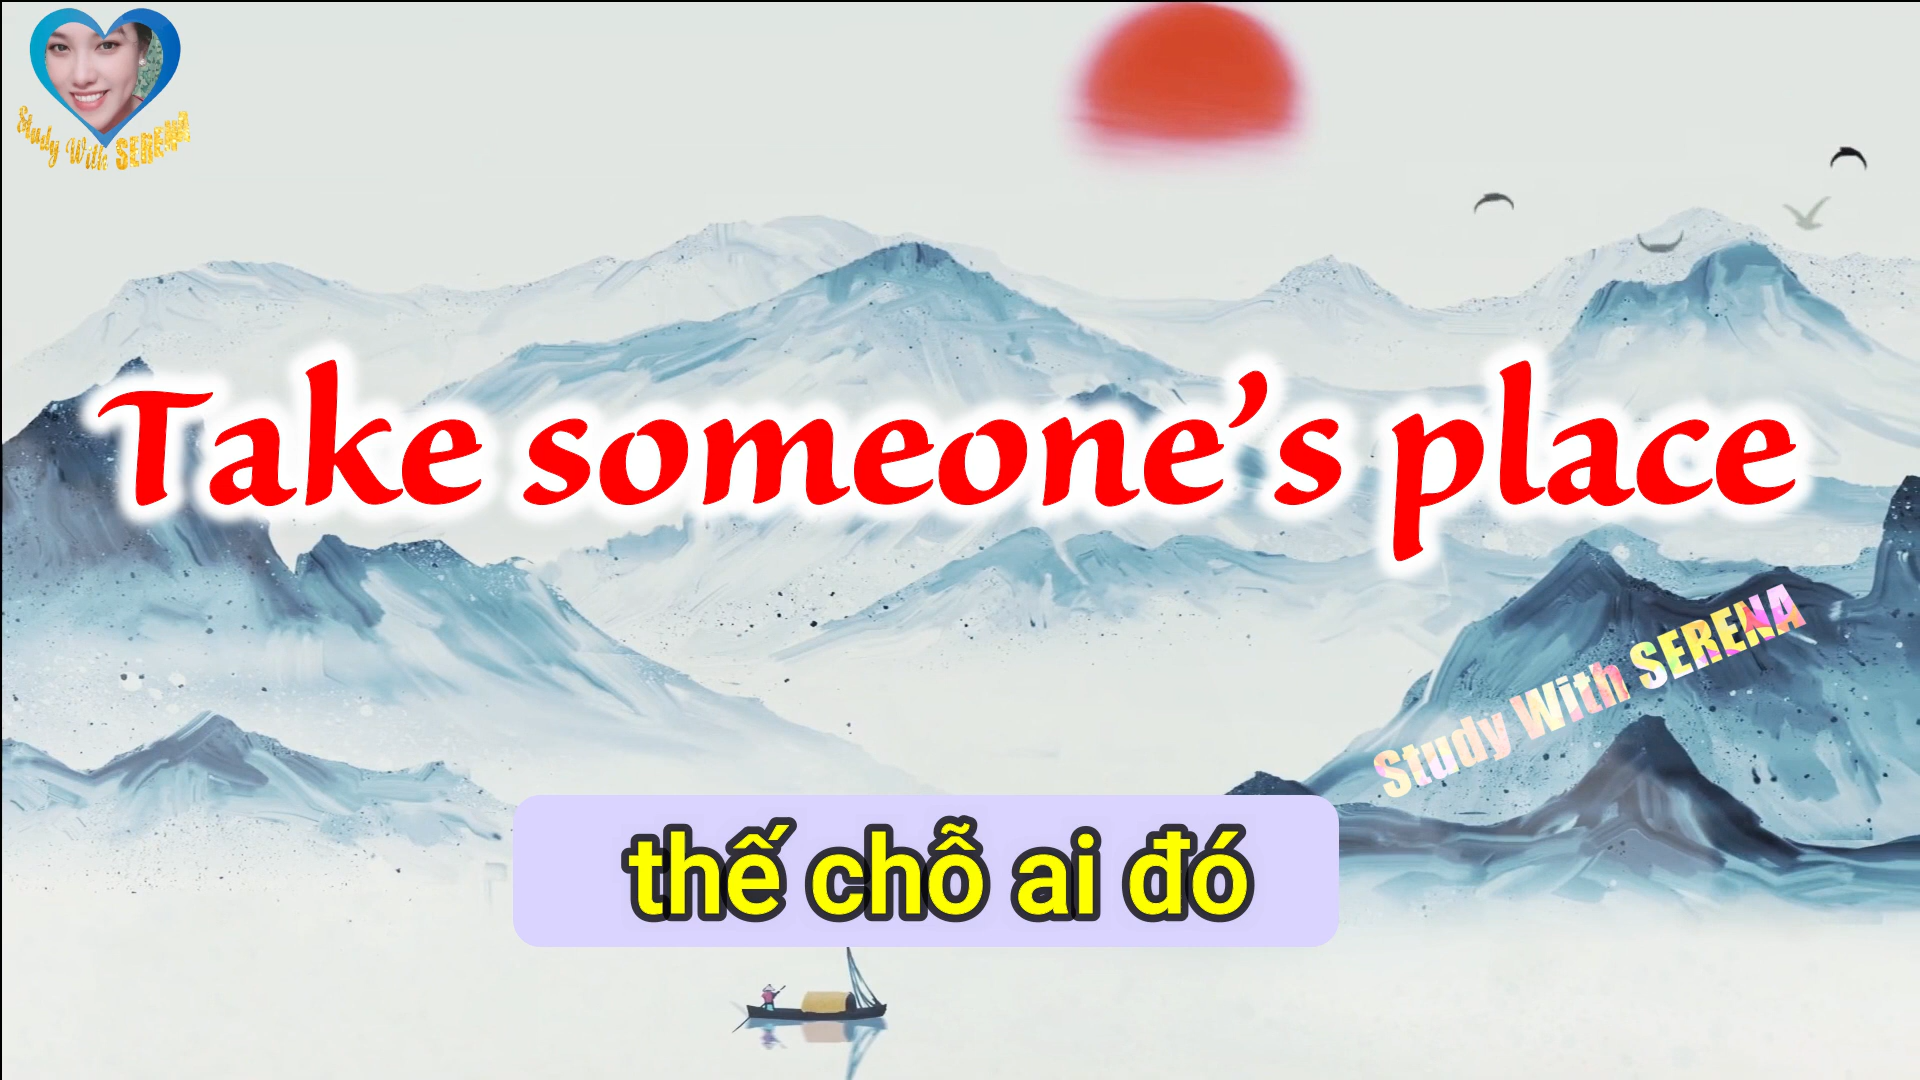 Study With SERENA
Take someone’s place
Study With SERENA
thế chỗ ai đó